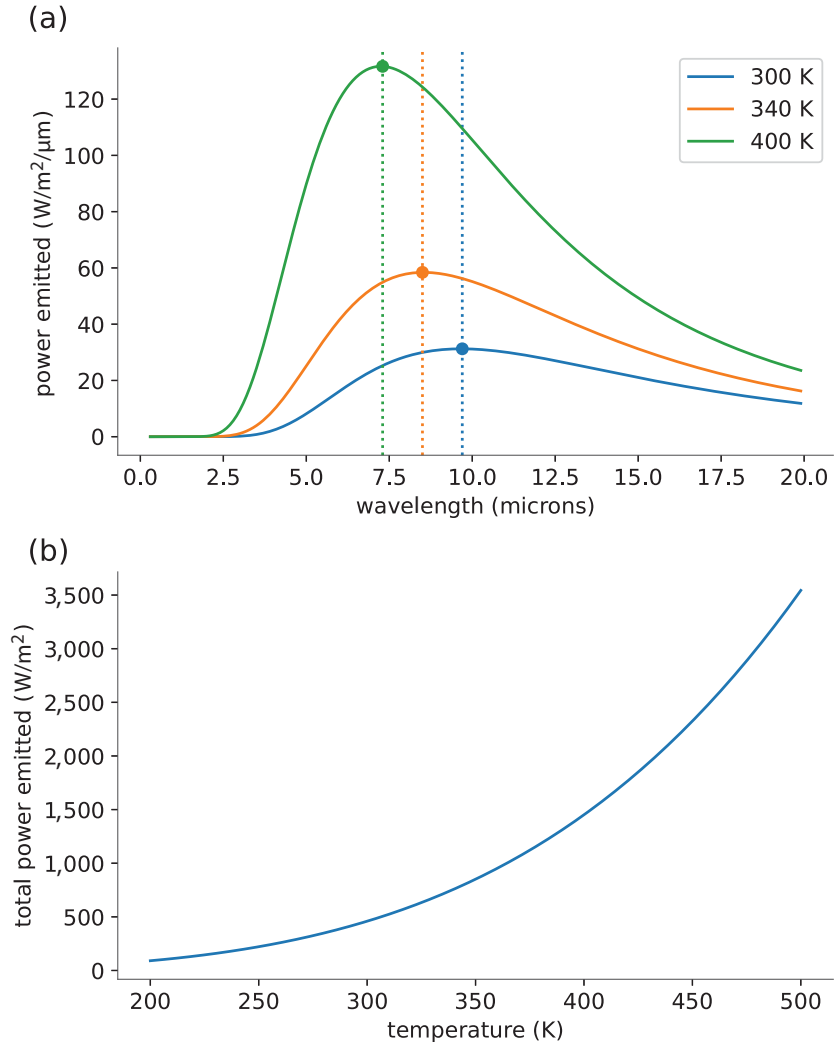 (a)
120
100
80
60
40
20
0
power emitted (W/m²/µm)
300 K
340 K
400 K
0.0 2.5 5.0 7.5 10.0 12.5 15.0 17.5 20.0
wavelength (microns)
(b)
3,500
3,000
2,500
2,000
1,500
1,000
500
0
total power emitted (W/m²)
200 250 300 350 400 450 500
temperature (K)